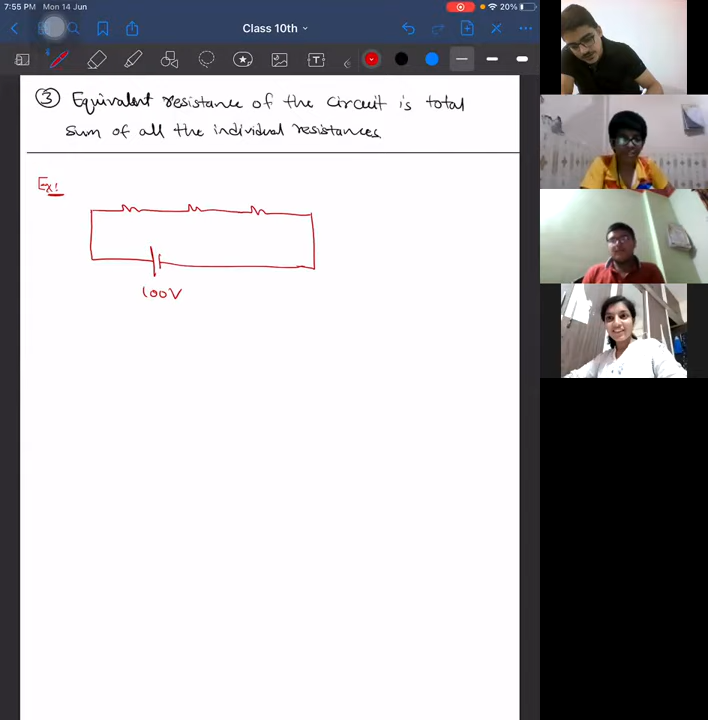 7:55 PM Mon 14 Jun
20%
Class 10th
T
③ Equivalent resistance of the circuit is total
sum of all the individual resistances
Ex:
100V